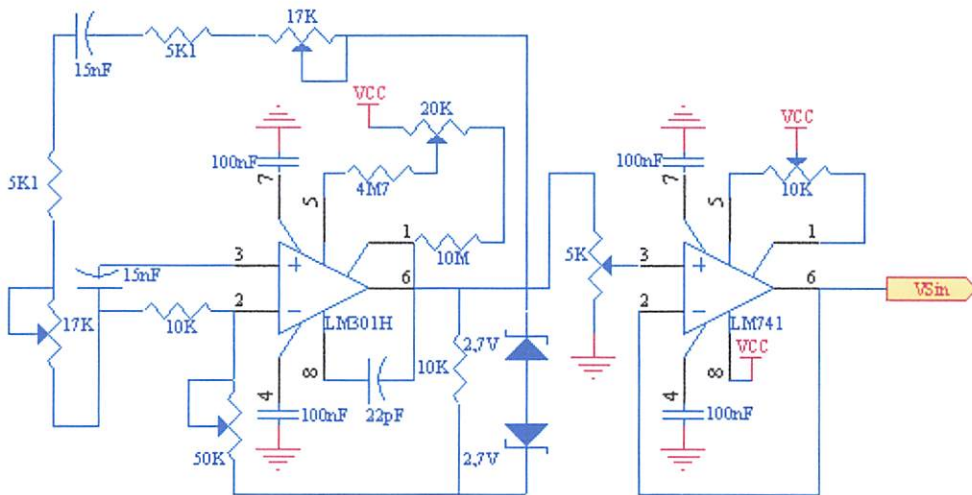 17K
15nF
5K1
5K1
VCC
20K
VCC
100nF
7
5
4M7
100nF
7
5
10K
1
10M
1
15nF
3
+
6
5K
3
+
6
VSin
17K
10K
2
−
LM301H
2,7V
2
−
LM741
8
22pF
10K
8
VCC
4
100nF
4
100nF
50K
2,7V